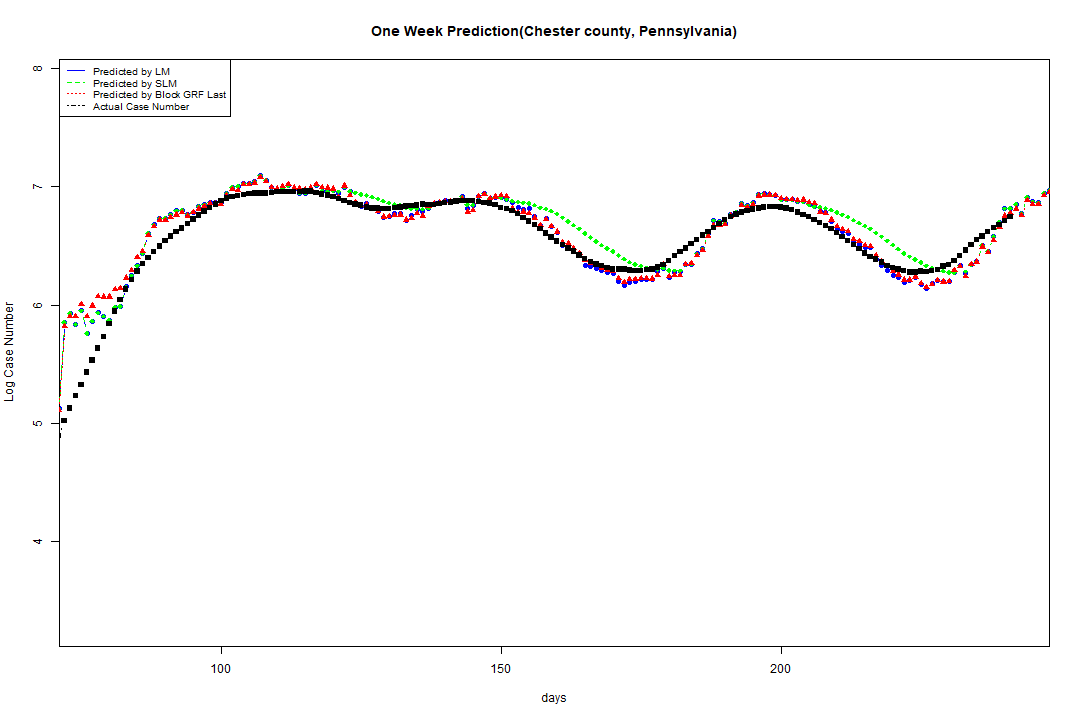 One Week Prediction(Chester county, Pennsylvania)
Predicted by LM
Predicted by SLM
Predicted by Block GRF Last
Actual Case Number
8
7
6
5
4
Log Case Number
100 150 200
days